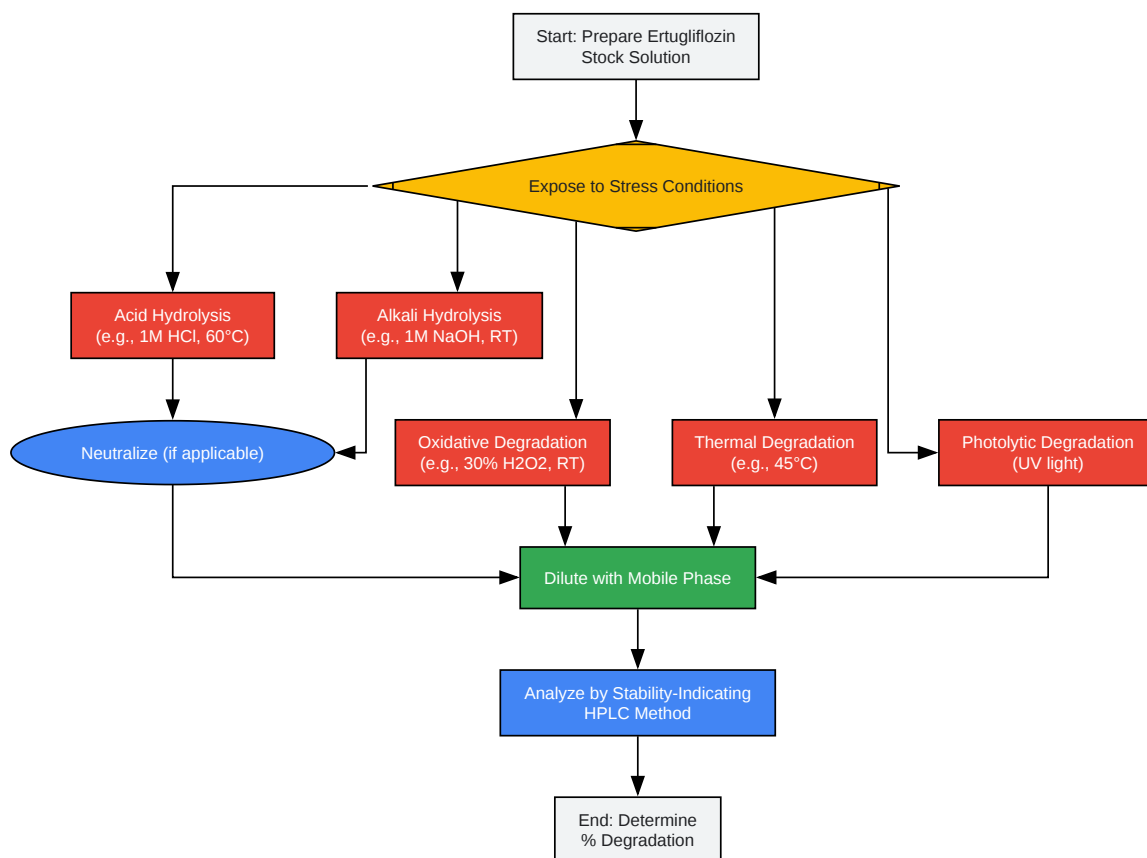 Start: Prepare Ertugliflozin
Stock Solution
Expose to Stress Conditions
Acid Hydrolysis
(e.g., 1M HCl, 60°C)
Alkali Hydrolysis
(e.g., 1M NaOH, RT)
Neutralize (if applicable)
Oxidative Degradation
(e.g., 30% H2O2, RT)
Thermal Degradation
(e.g., 45°C)
Photolytic Degradation
(UV light)
Dilute with Mobile Phase
Analyze by Stability-Indicating
HPLC Method
End: Determine
% Degradation